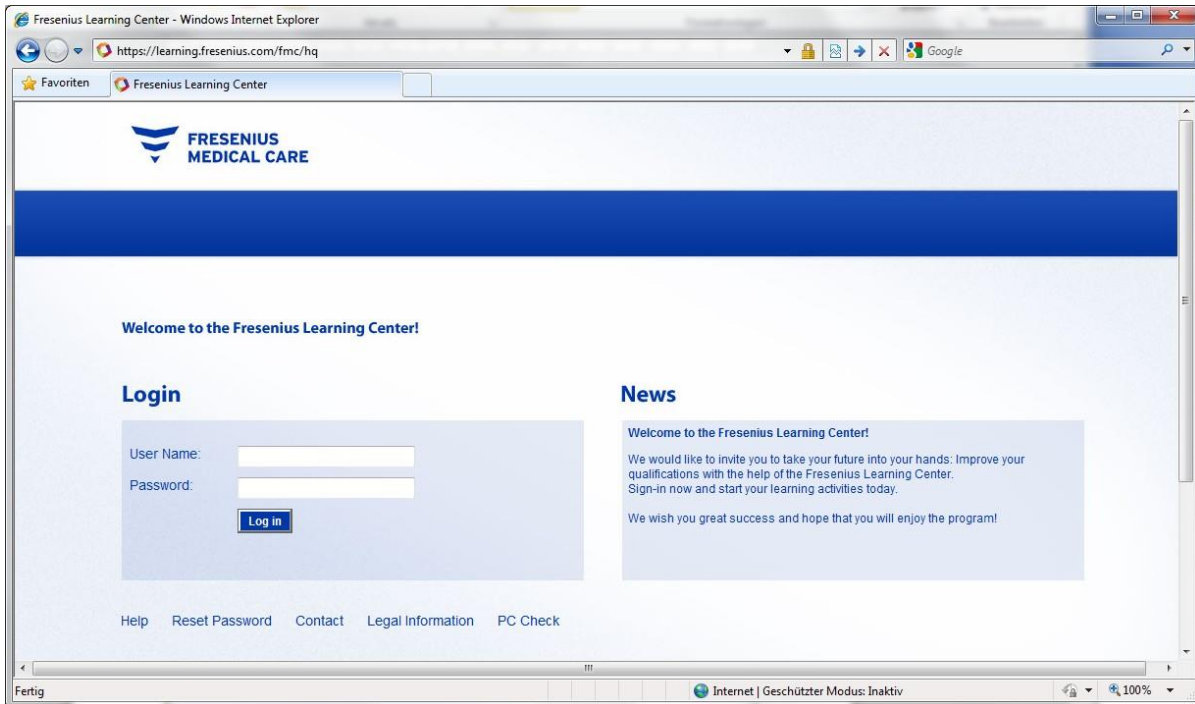 Fresenius Learning Center - Windows Internet Explorer
https://learning.fresenius.com/fmc/hq
Google
Favoriten
Fresenius Learning Center
FRESENIUS
MEDICAL CARE
Welcome to the Fresenius Learning Center!
Login
User Name:
Password:
Log in
News
Welcome to the Fresenius Learning Center!
We would like to invite you to take your future into your hands: Improve your
qualifications with the help of the Fresenius Learning Center.
Sign-in now and start your learning activities today.
We wish you great success and hope that you will enjoy the program!
Help Reset Password Contact Legal Information PC Check
Fertig
Internet | Geschützter Modus: Inaktiv
100%